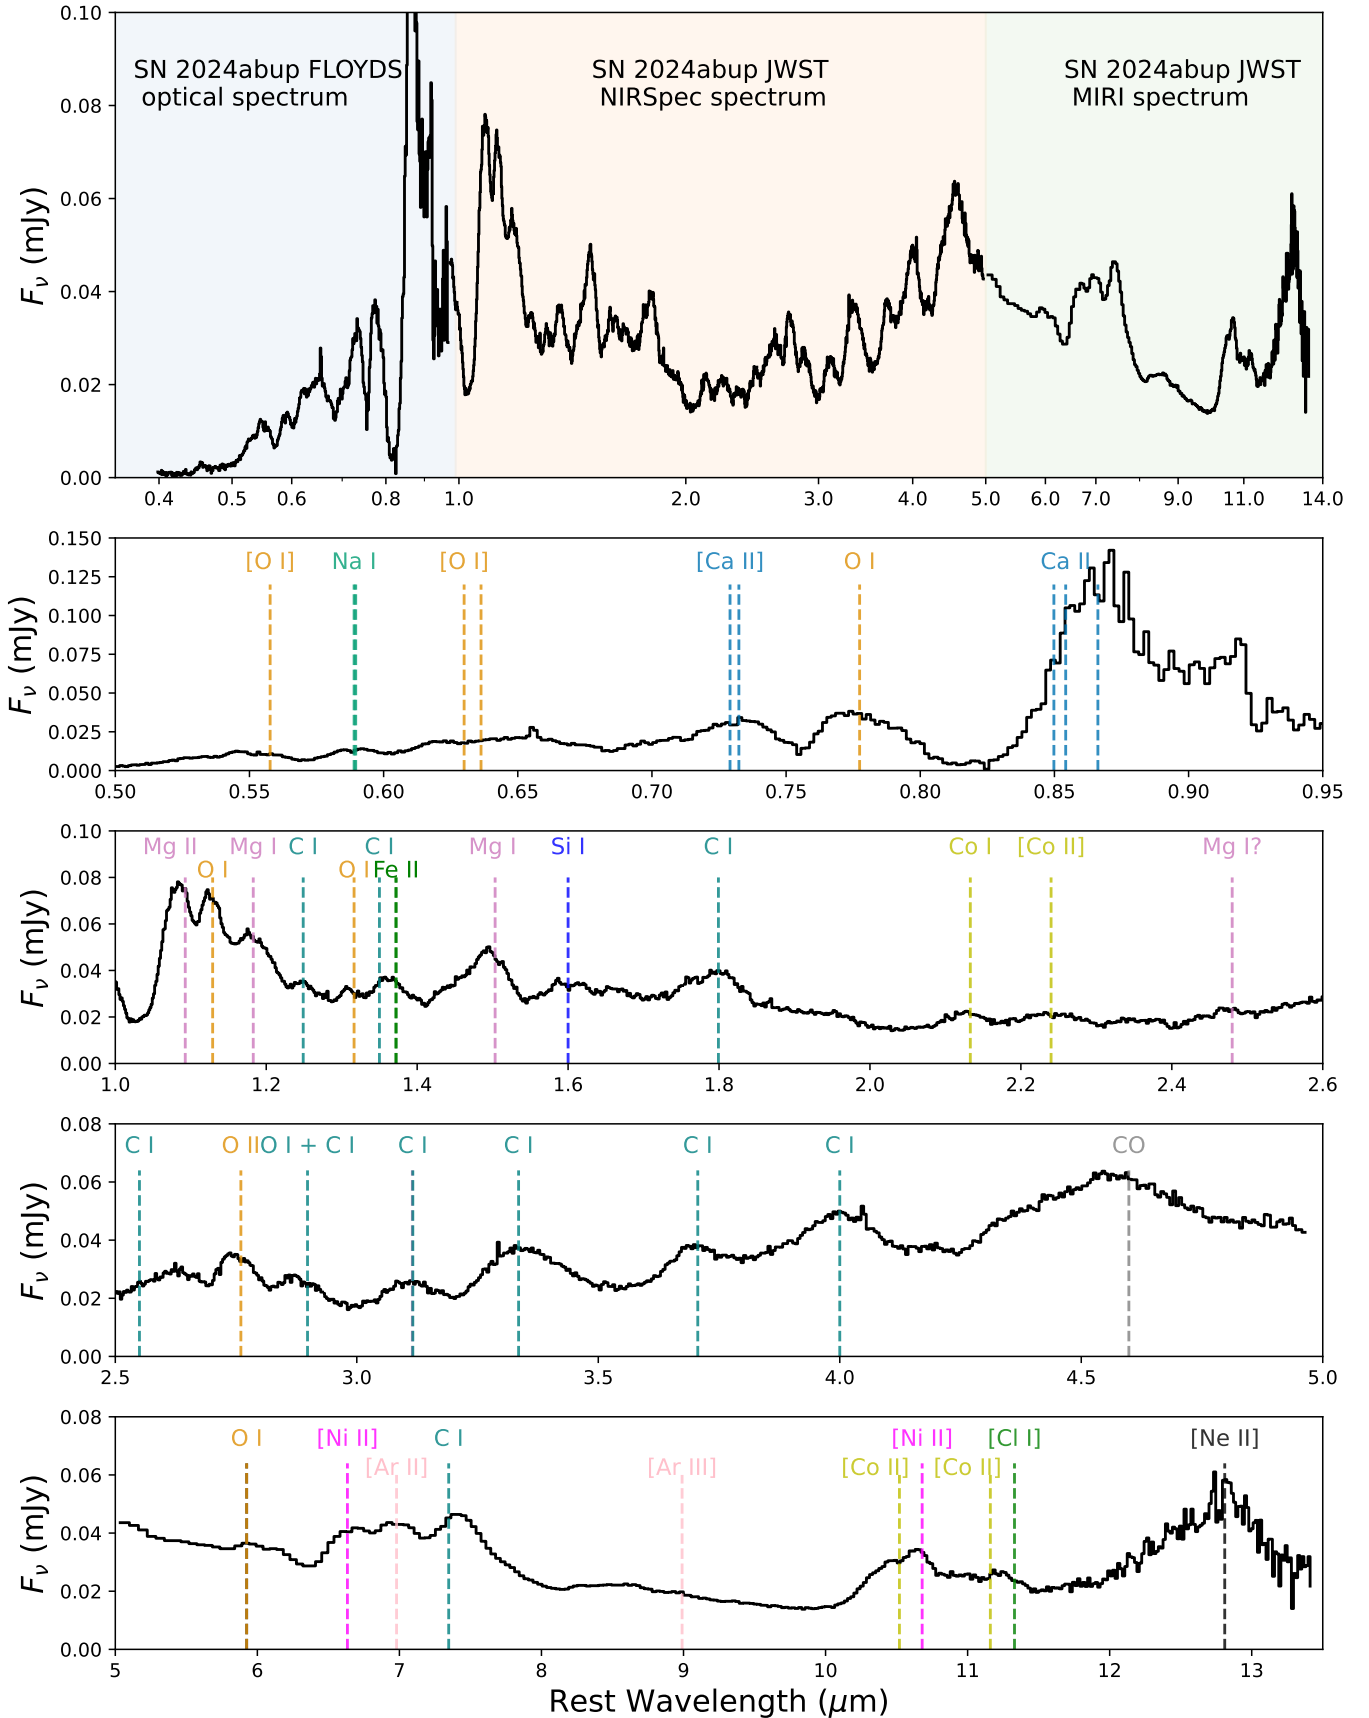 SN 2024abup FLOYDS
optical spectrum
SN 2024abup JWST
NIRSpec spectrum
SN 2024abup JWST
MIRI spectrum
F_ν (mJy)
0.10
0.08
0.06
0.04
0.02
0.00
0.4 0.5 0.6 0.8 1.0 2.0 3.0 4.0 5.0 6.0 7.0 9.0 11.0 14.0
[O I] Na I [O I] [Ca II] O I Ca II
F_ν (mJy)
0.150
0.125
0.100
0.075
0.050
0.025
0.000
0.50 0.55 0.60 0.65 0.70 0.75 0.80 0.85 0.90 0.95
Mg II Mg I C I C I Mg I Si I C I Co I [Co II] Mg I?
O I O I Fe II
F_ν (mJy)
0.10
0.08
0.06
0.04
0.02
0.00
1.0 1.2 1.4 1.6 1.8 2.0 2.2 2.4 2.6
C I O II O I + C I C I C I C I C I CO
F_ν (mJy)
0.08
0.06
0.04
0.02
0.00
2.5 3.0 3.5 4.0 4.5 5.0
O I [Ni II] C I [Ni II] [Cl I] [Ne II]
[Ar II] [Ar III] [Co II] [Co II]
F_ν (mJy)
0.08
0.06
0.04
0.02
0.00
5 6 7 8 9 10 11 12 13
Rest Wavelength (μm)